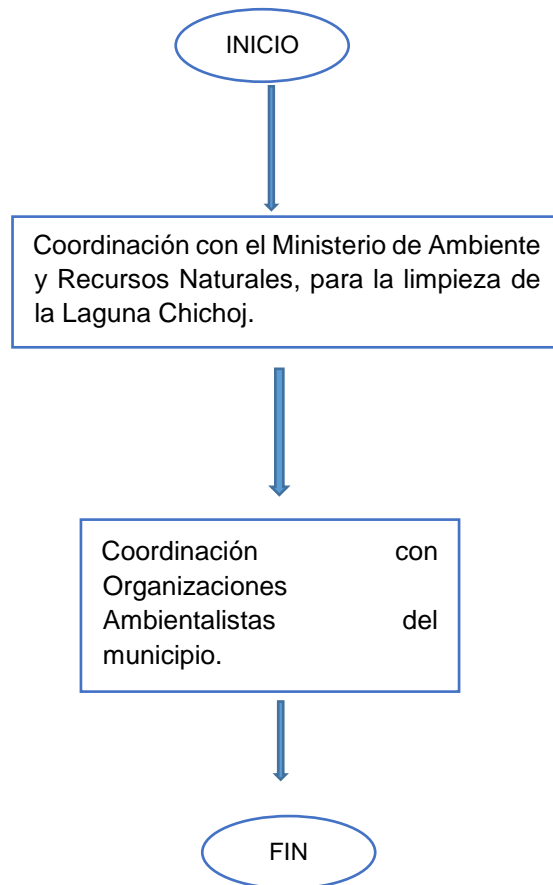 INICIO
Coordinación con el Ministerio de Ambiente
y Recursos Naturales, para la limpieza de
la Laguna Chichoj.
Coordinación con
Organizaciones
Ambientalistas del
municipio.
FIN